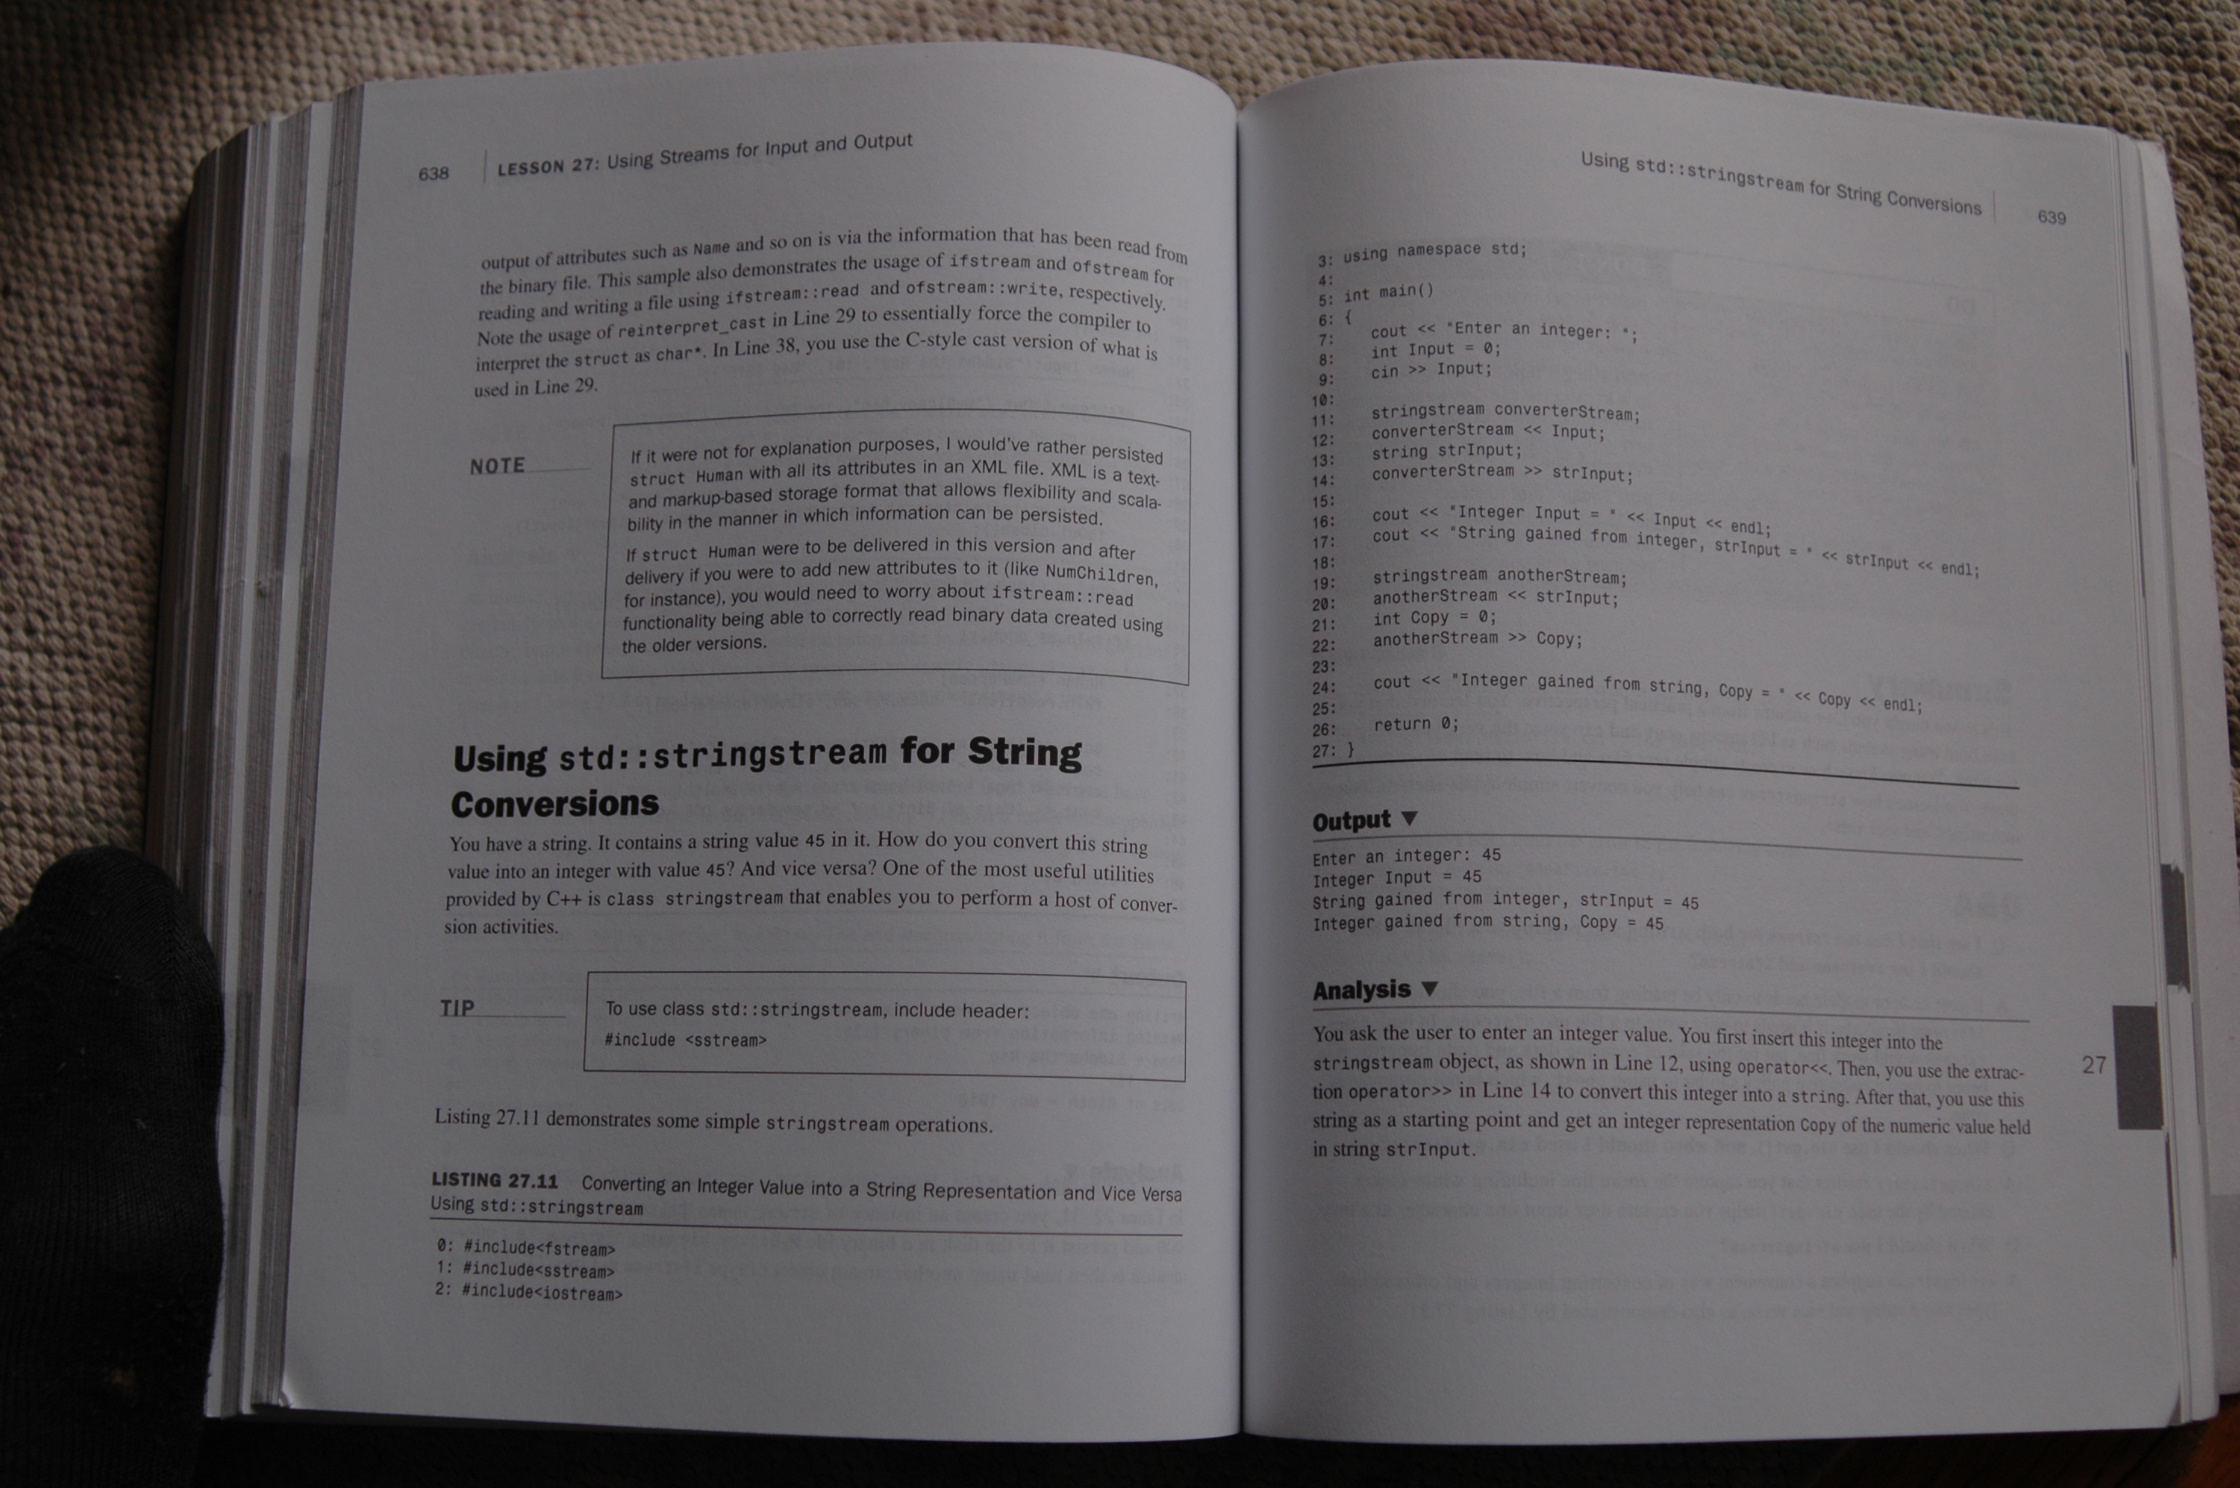 638 LESSON 27: Using Streams for Input and Output
output of attributes such as Name and so on is via the information that has been read from
the binary file. This sample also demonstrates the usage of ifstream and ofstream for
reading and writing a file using ifstream::read and ofstream::write, respectively.
Note the usage of reinterpret_cast in Line 29 to essentially force the compiler to
interpret the struct as char*. In Line 38, you use the C-style cast version of what is
used in Line 29.
NOTE
If it were not for explanation purposes, I would've rather persisted
struct Human with all its attributes in an XML file. XML is a text-
and markup-based storage format that allows flexibility and scala-
bility in the manner in which information can be persisted.
If struct Human were to be delivered in this version and after
delivery if you were to add new attributes to it (like NumChildren,
for instance), you would need to worry about ifstream::read
functionality being able to correctly read binary data created using
the older versions.
Using std::stringstream for String
Conversions
You have a string. It contains a string value 45 in it. How do you convert this string
value into an integer with value 45? And vice versa? One of the most useful utilities
provided by C++ is class stringstream that enables you to perform a host of conver-
sion activities.
TIP
To use class std::stringstream, include header:
#include <sstream>
Listing 27.11 demonstrates some simple stringstream operations.
LISTING 27.11 Converting an Integer Value into a String Representation and Vice Versa
Using std::stringstream
0: #include<fstream>
1: #include<sstream>
2: #include<iostream>
Using std::stringstream for String Conversions 639
3: using namespace std;
4:
5: int main()
6: {
7: cout << "Enter an integer: ";
8: int Input = 0;
9: cin >> Input;
10:
11: stringstream converterStream;
12: converterStream << Input;
13: string strInput;
14: converterStream >> strInput;
15:
16: cout << "Integer Input = " << Input << endl;
17: cout << "String gained from integer, strInput = " << strInput << endl;
18:
19: stringstream anotherStream;
20: anotherStream << strInput;
21: int Copy = 0;
22: anotherStream >> Copy;
23:
24: cout << "Integer gained from string, Copy = " << Copy << endl;
25:
26: return 0;
27: }
Output ▼
Enter an integer: 45
Integer Input = 45
String gained from integer, strInput = 45
Integer gained from string, Copy = 45
Analysis ▼
You ask the user to enter an integer value. You first insert this integer into the
stringstream object, as shown in Line 12, using operator<<. Then, you use the extrac-
tion operator>> in Line 14 to convert this integer into a string. After that, you use this
string as a starting point and get an integer representation Copy of the numeric value held
in string strInput.
27